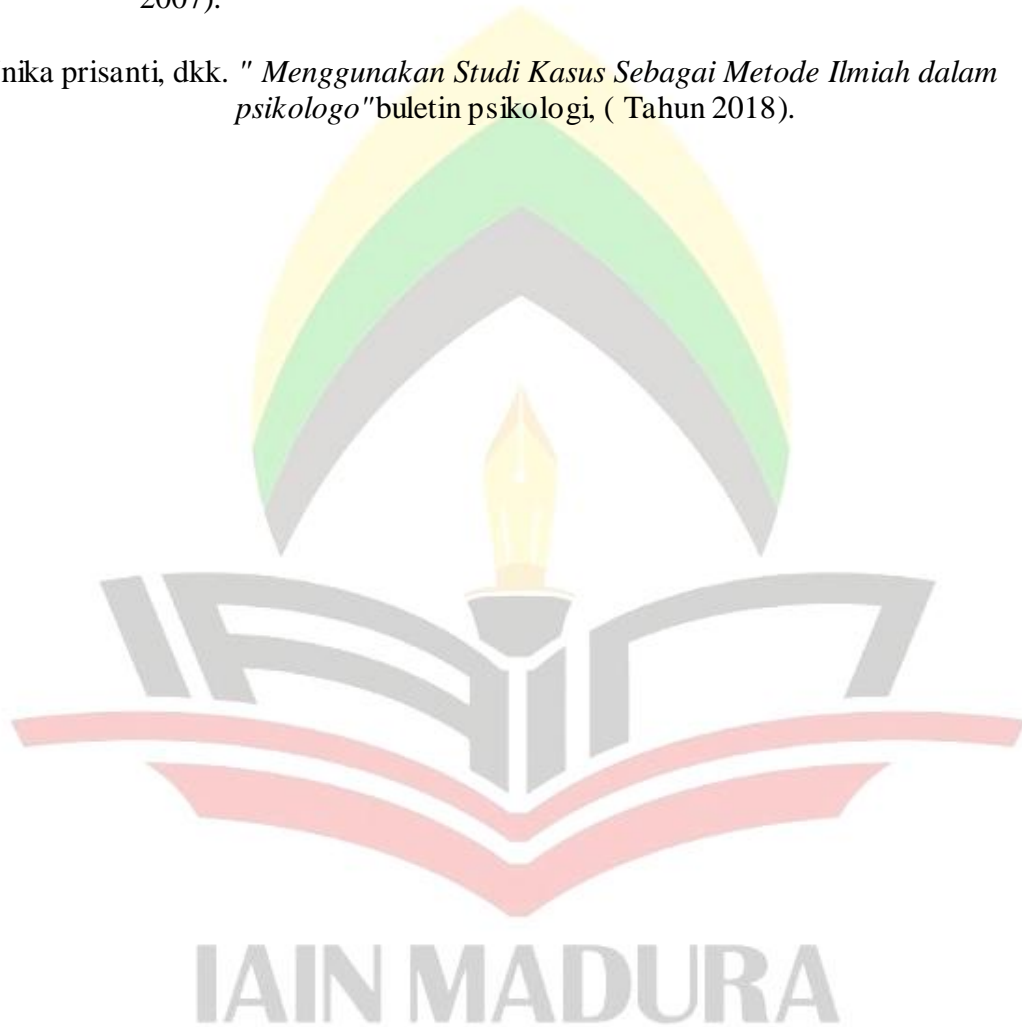 2007).
nika prisanti, dkk. " Menggunakan Studi Kasus Sebagai Metode Ilmiah dalam
psikologo"buletin psikologi, ( Tahun 2018).
IAIN MADURA